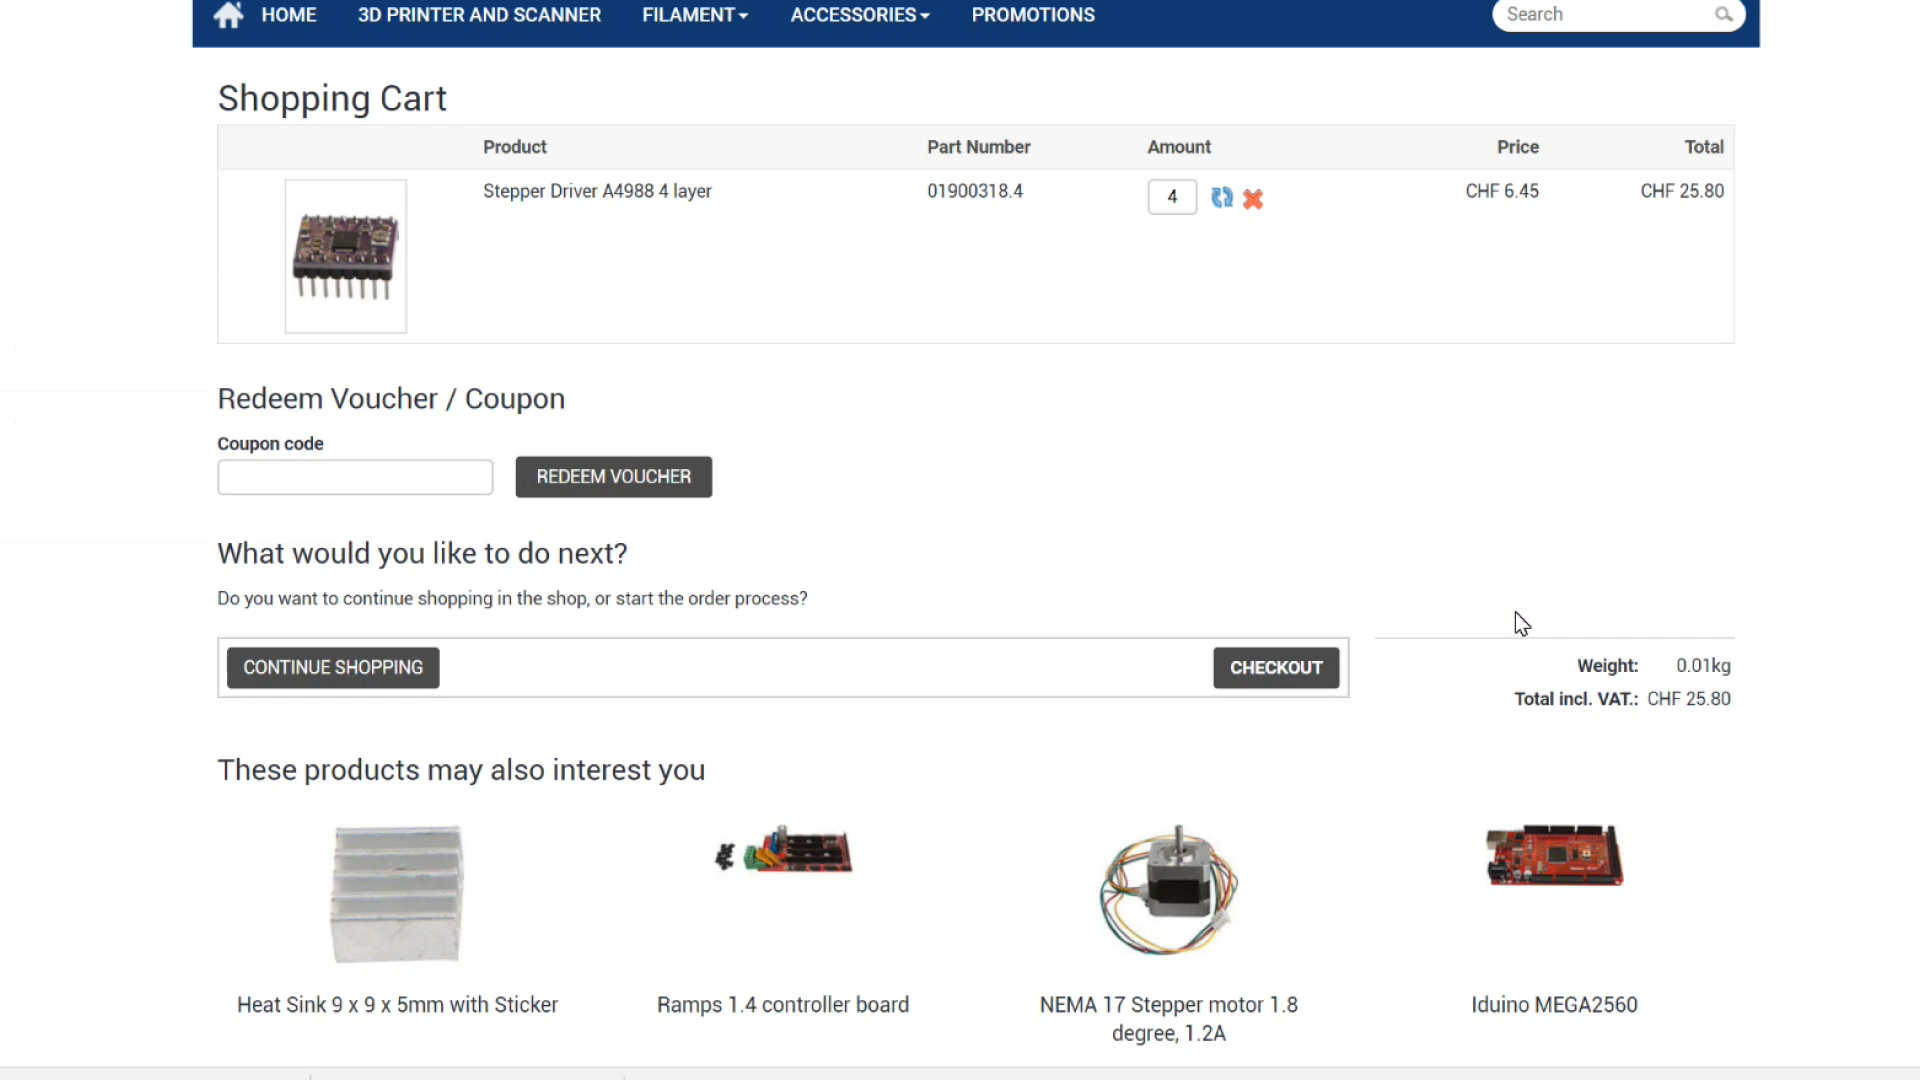 HOME 3D PRINTER AND SCANNER FILAMENT ACCESSORIES PROMOTIONS Search
Shopping Cart
Product Part Number Amount Price Total
Stepper Driver A4988 4 layer 01900318.4 4 CHF 6.45 CHF 25.80
Redeem Voucher / Coupon
Coupon code
REDEEM VOUCHER
What would you like to do next?
Do you want to continue shopping in the shop, or start the order process?
CONTINUE SHOPPING CHECKOUT
Weight: 0.01kg
Total incl. VAT.: CHF 25.80
These products may also interest you
Heat Sink 9 x 9 x 5mm with Sticker
Ramps 1.4 controller board
NEMA 17 Stepper motor 1.8
degree, 1.2A
Iduino MEGA2560